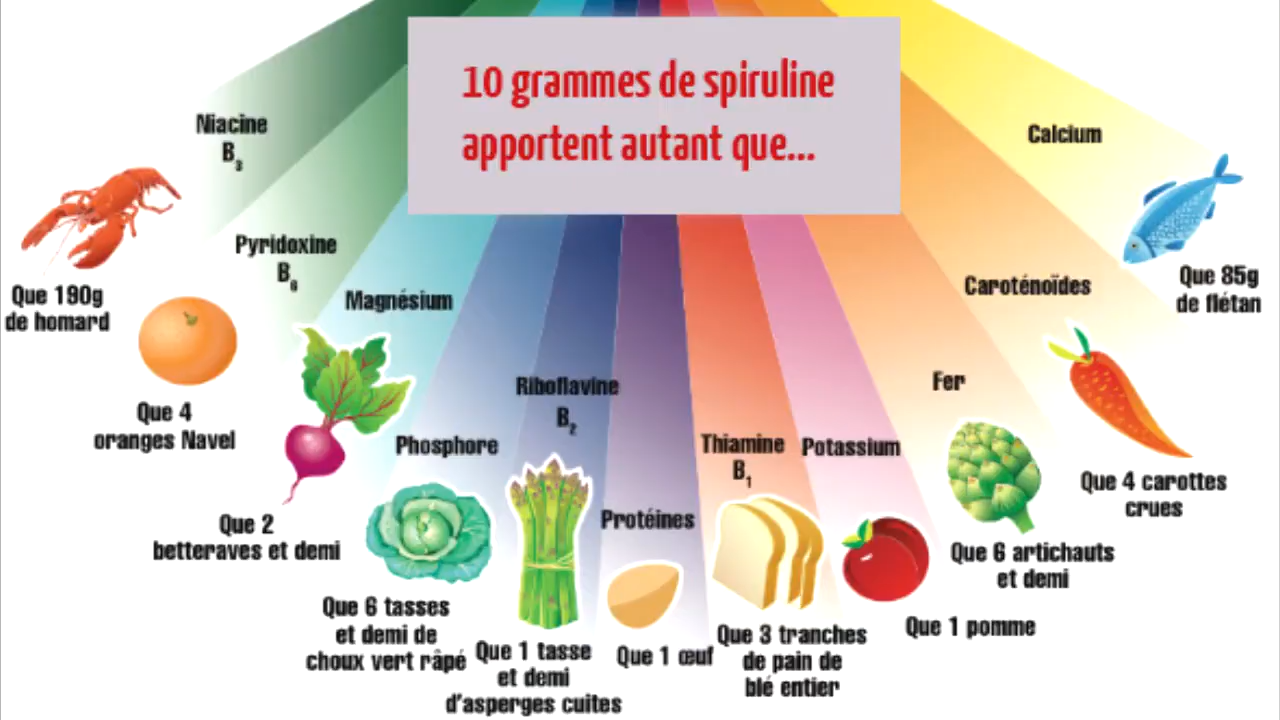 10 grammes de spiruline
apportent autant que...
Niacine
B3
Que 190g
de homard
Pyridoxine
B6
Que 4
oranges Navel
Magnésium
Que 2
betteraves et demi
Phosphore
Que 6 tasses
et demi de
choux vert râpé
Riboflavine
B2
Que 1 tasse
et demi
d'asperges cuites
Protéines
Que 1 œuf
Thiamine
B1
Que 3 tranches
de pain de
blé entier
Potassium
Que 1 pomme
Fer
Que 6 artichauts
et demi
Caroténoïdes
Que 4 carottes
crues
Calcium
Que 85g
de flétan